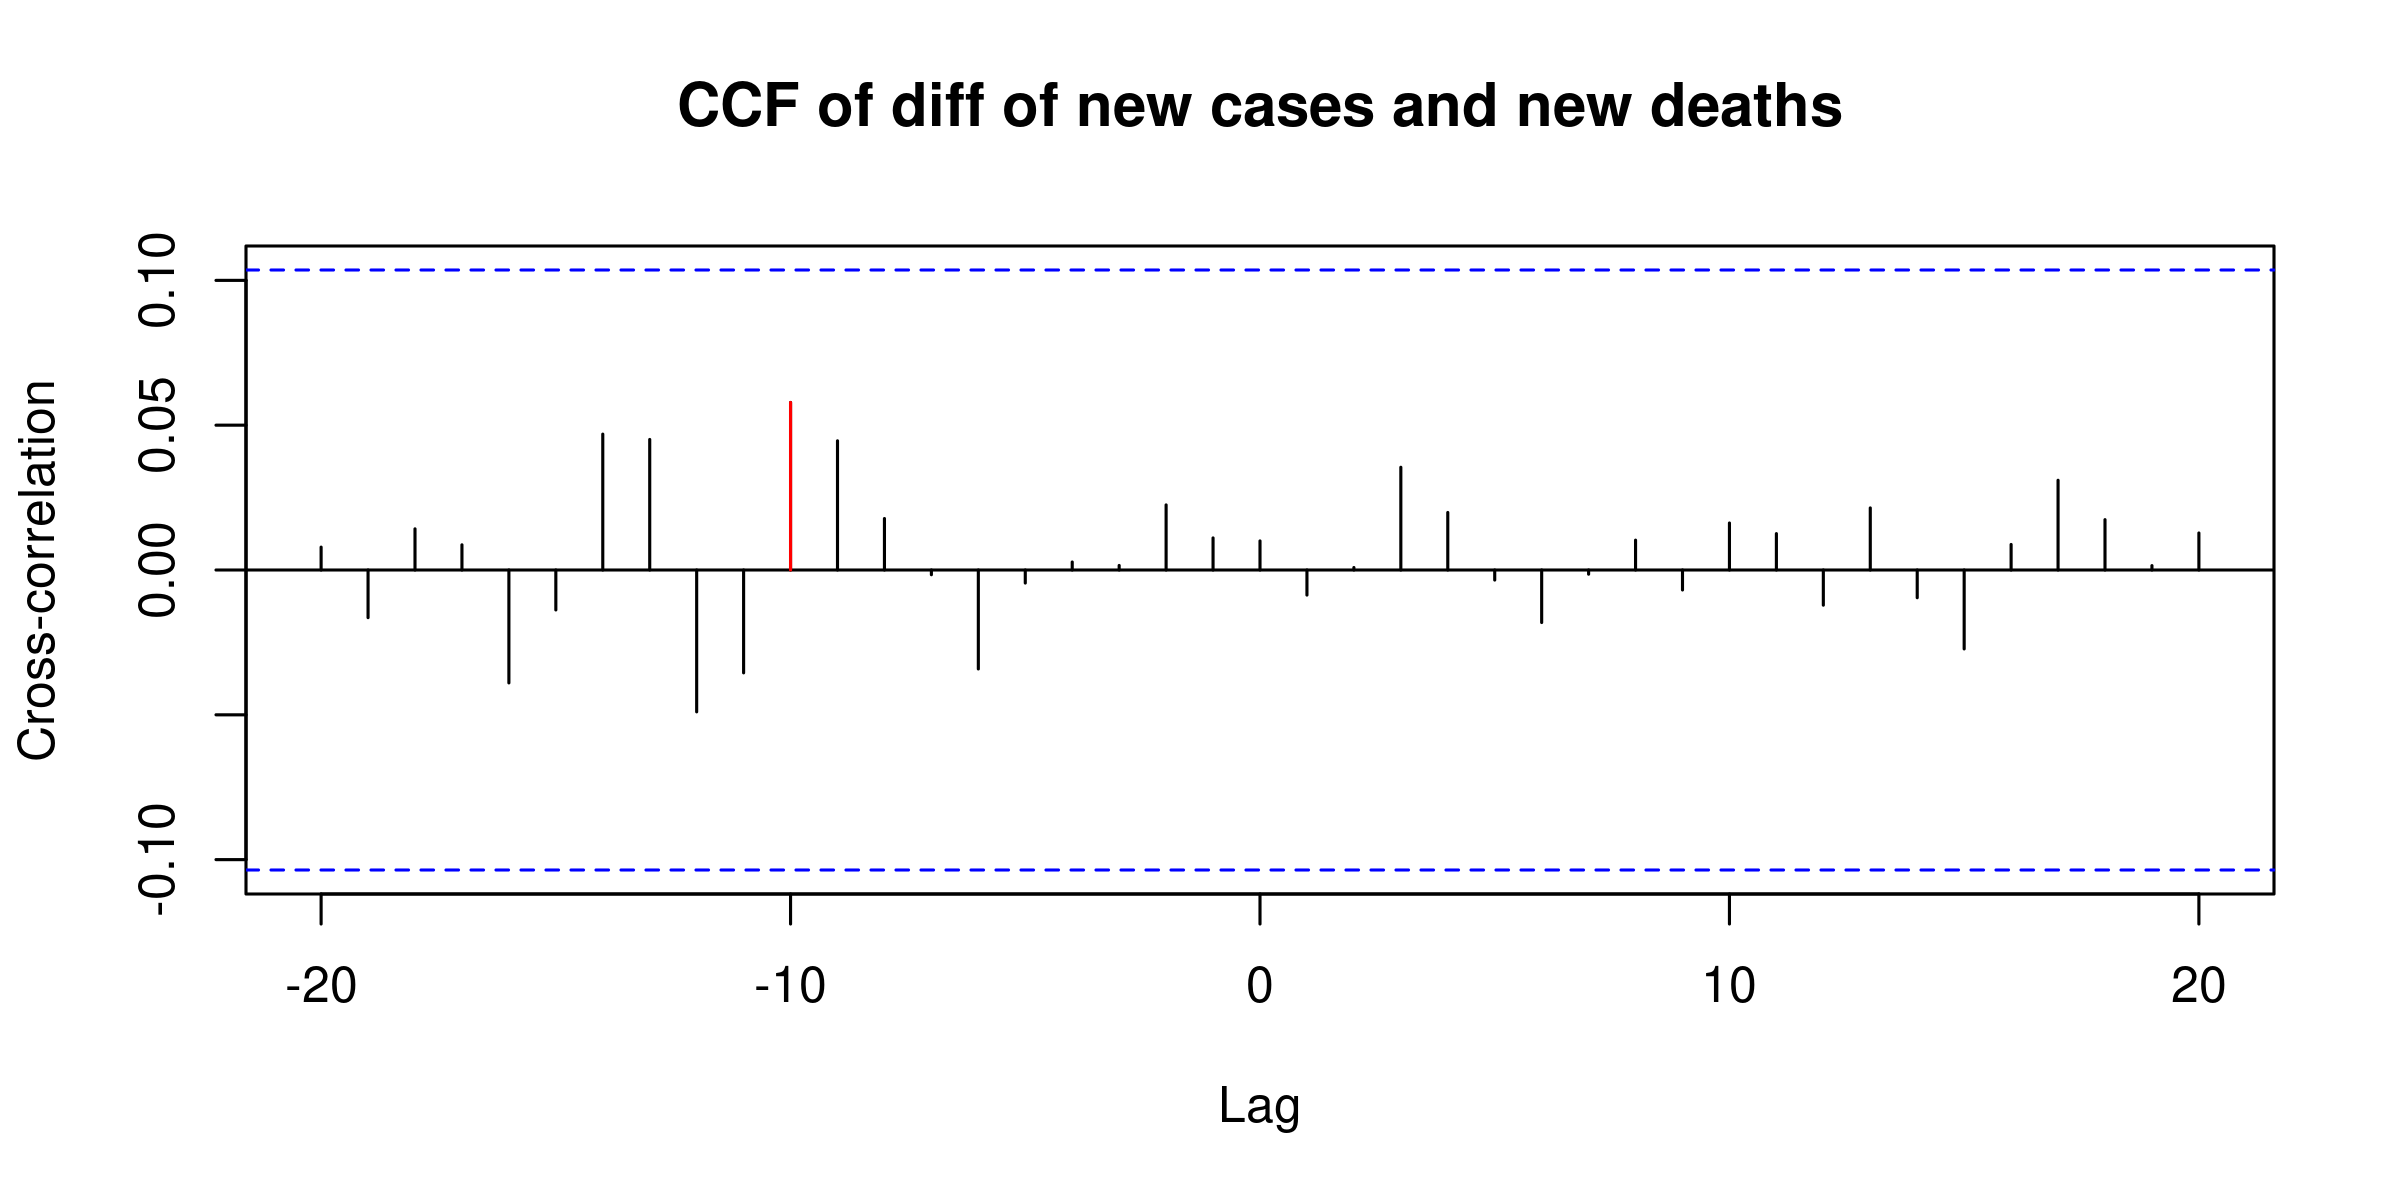 CCF of diff of new cases and new deaths
Cross-correlation
0.10
0.05
0.00
-0.10
-20 -10 0 10 20
Lag